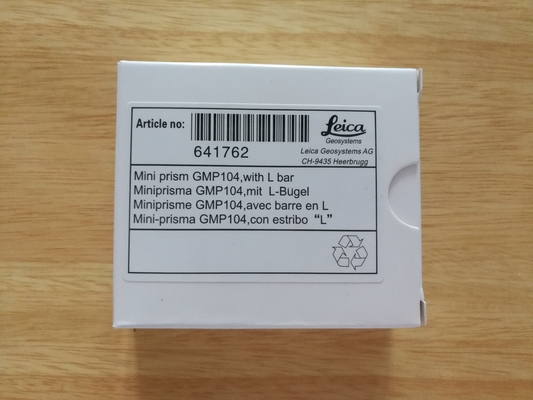 Article no:
641762
Leica
Geosystems
Leica Geosystems AG
CH-9435 Heerbrugg
Mini prism GMP104,with L bar
Miniprisma GMP104,mit L-Bugel
Miniprisme GMP104,avec barre en L
Mini-prisma GMP104,con estribo “L”